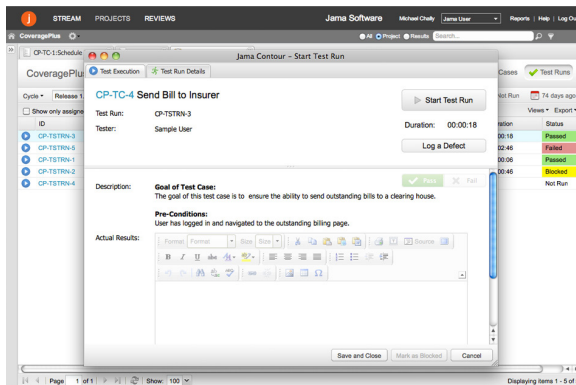 j STREAM PROJECTS REVIEWS Jama Software Michael Chally Jama User Reports | Help | Log Ou
CoveragePlus All Project Results Search...
CP-TC-1:Schedule Jama Contour – Start Test Run
Test Execution Test Run Details
CoveragePlu Cases Test Runs
CP-TC-4 Send Bill to Insurer
Cycle Release 1 Start Test Run Not Run 74 days ago
Show only assigne Test Run: CP-TSTRN-3 Views Export
ID Tester: Sample User Duration: 00:00:18 ration Status
CP-TSTRN-3 00:18 Passed
CP-TSTRN-5 Log a Defect 02:46 Failed
CP-TSTRN-1 00:06 Passed
CP-TSTRN-2 00:46 Blocked
CP-TSTRN-4 Not Run
Pass Fail
Description: Goal of Test Case:
The goal of this test case is to ensure the ability to send outstanding bills to a clearing house.
Pre-Conditions:
User has logged in and navigated to the outstanding billing page.
Actual Results: Format Format Size Size Source
B I U abc
Save and Close Mark as Blocked Cancel
Page 1 of 1 Show: 100 Displaying items 1 - 5 of